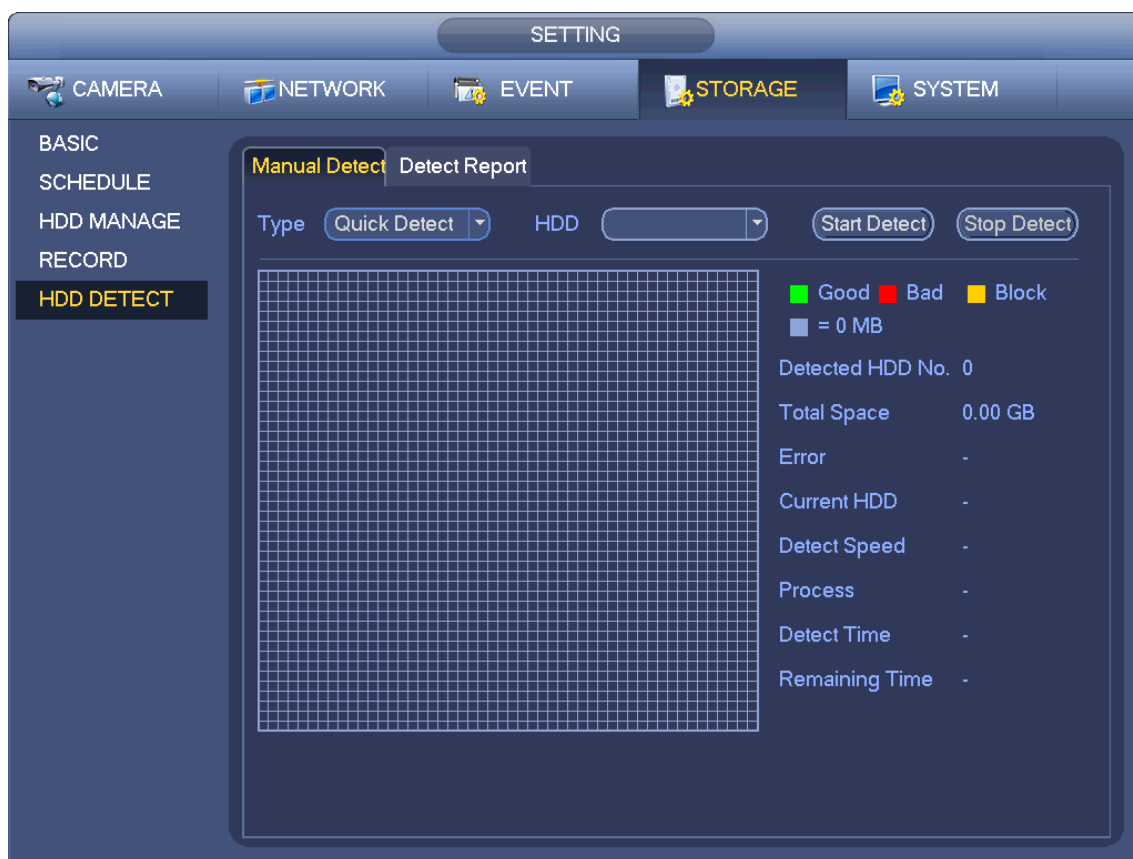 SETTING
CAMERA NETWORK EVENT STORAGE SYSTEM
BASIC
SCHEDULE
HDD MANAGE
RECORD
HDD DETECT
Manual Detect Detect Report
Type Quick Detect HDD Start Detect Stop Detect
Good Bad Block
= 0 MB
Detected HDD No. 0
Total Space 0.00 GB
Error -
Current HDD -
Detect Speed -
Process -
Detect Time -
Remaining Time -